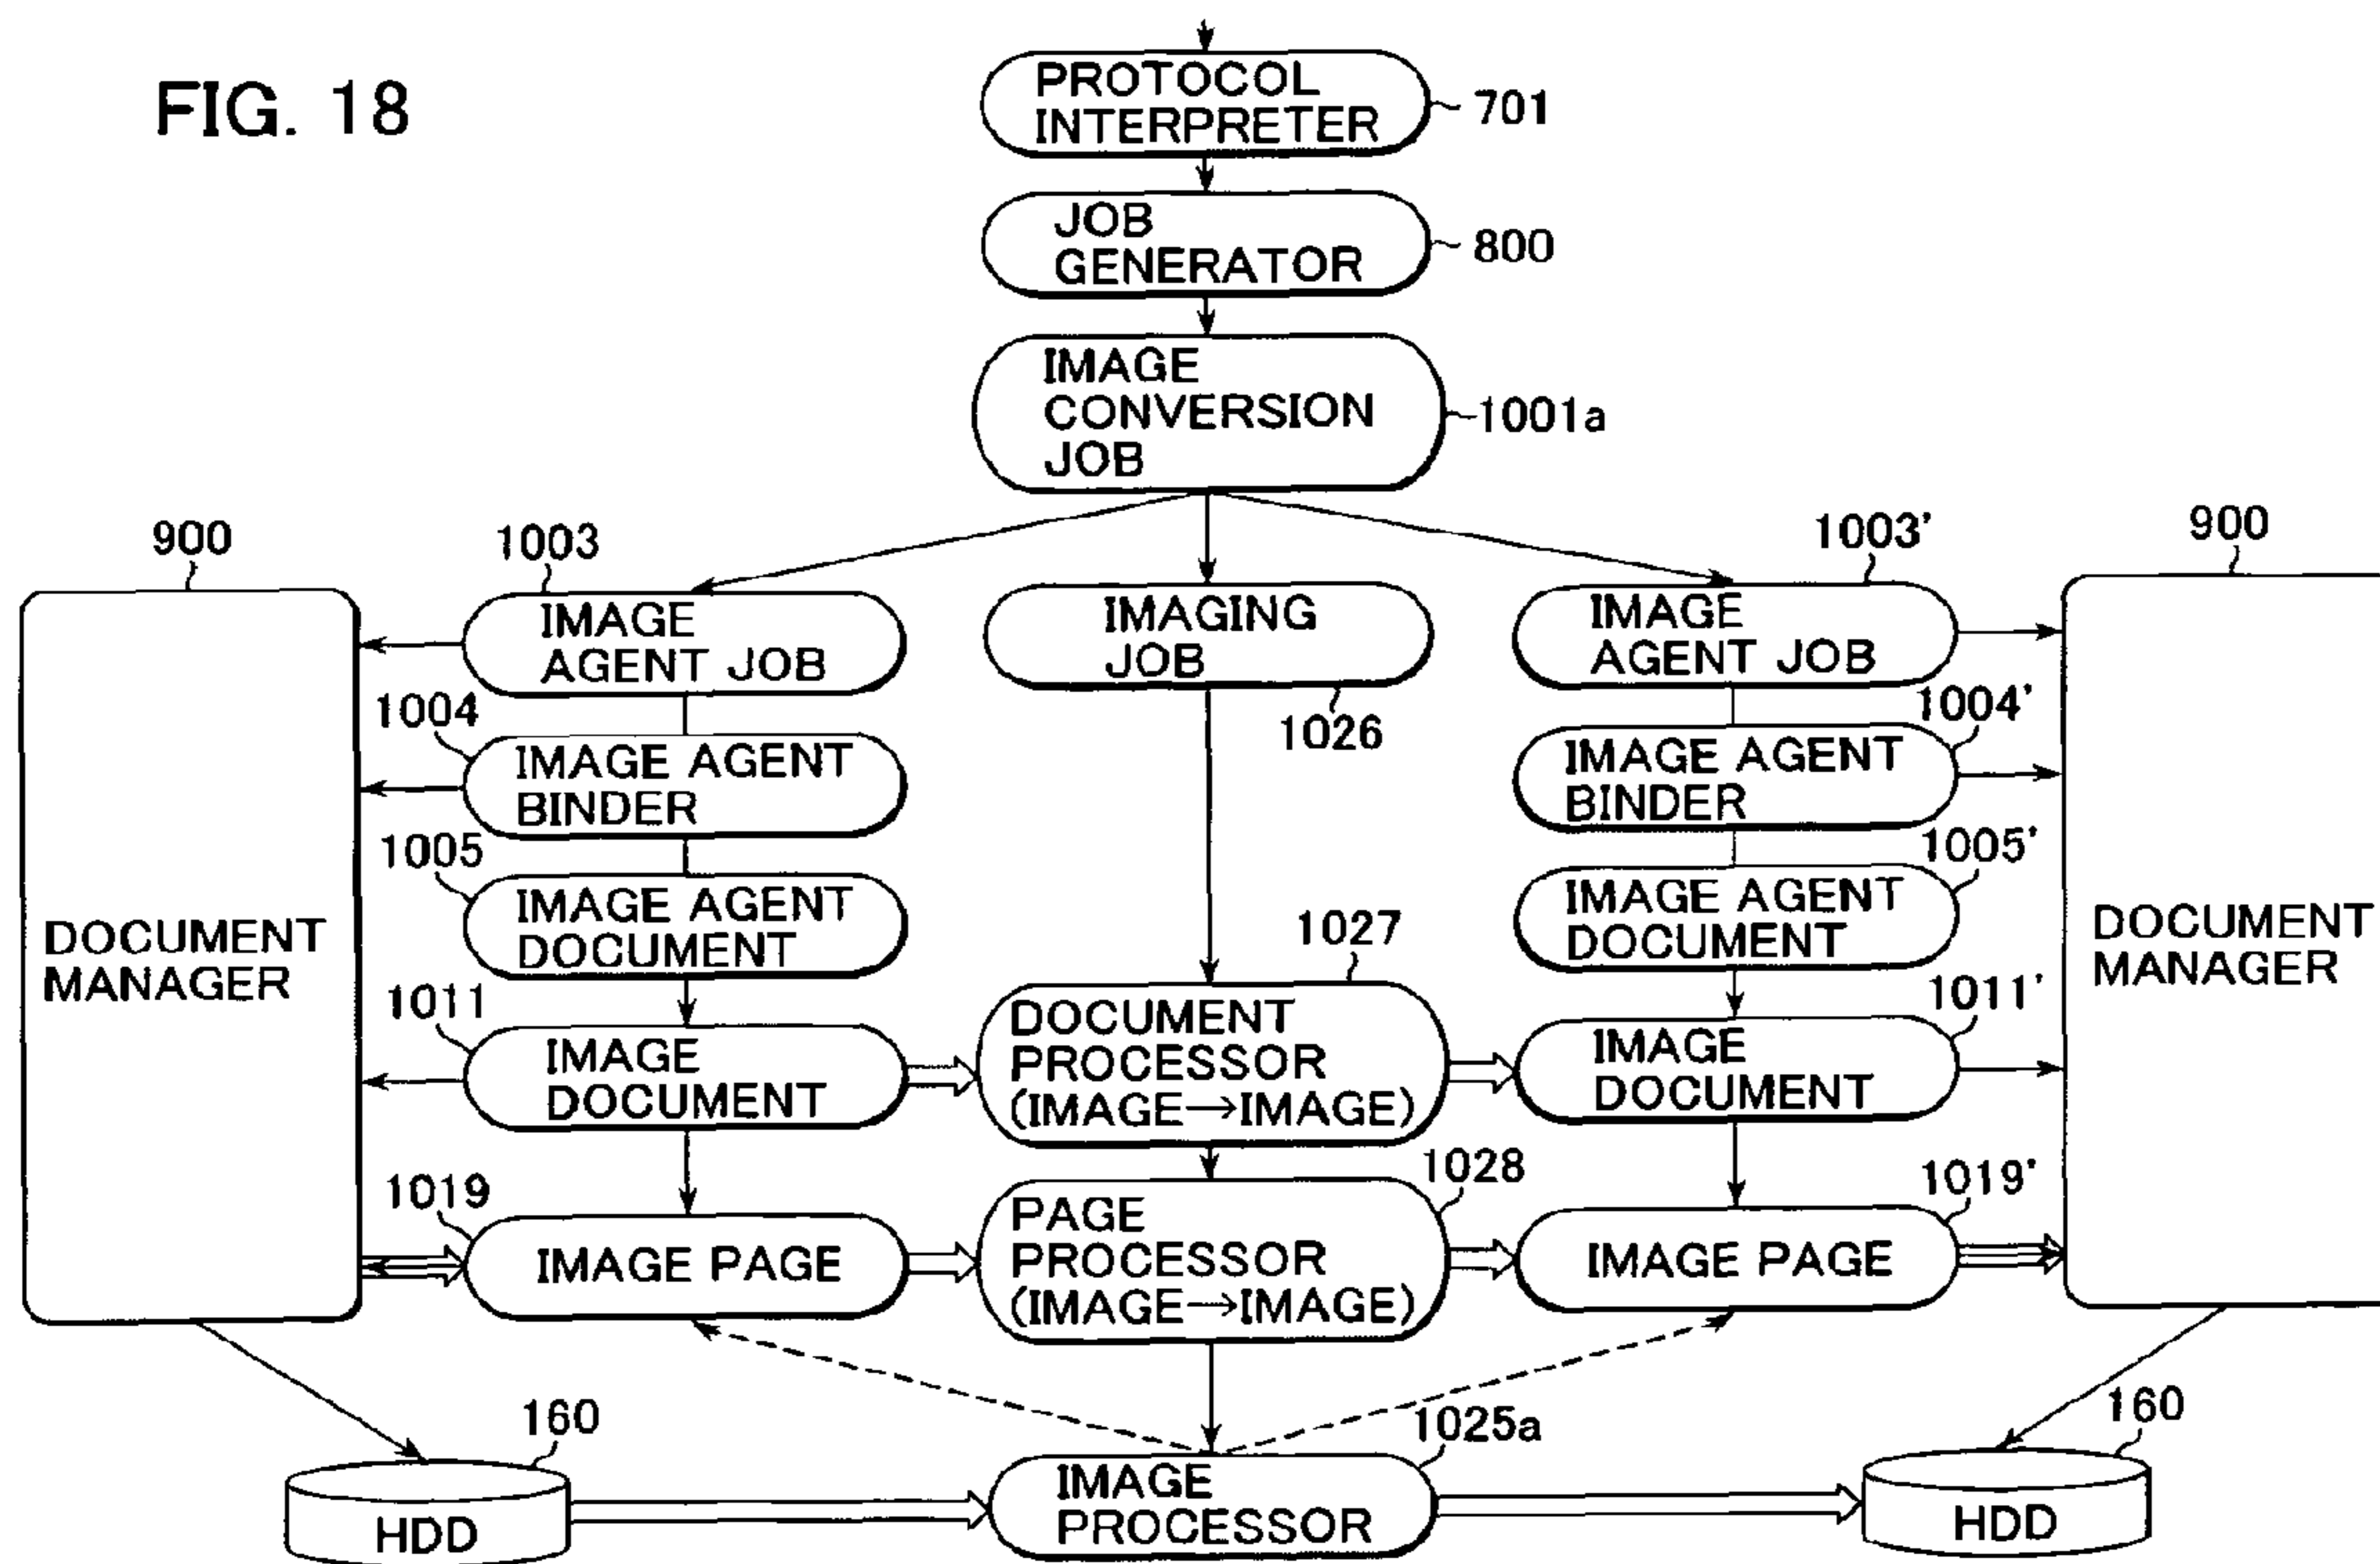 FIG. 18
PROTOCOL
INTERPRETER
701
JOB
GENERATOR
800
IMAGE
CONVERSION
JOB
1001a
900
1003
1003'
900
IMAGE
AGENT JOB
IMAGING
JOB
1026
IMAGE
AGENT JOB
1004
IMAGE AGENT
BINDER
1004'
IMAGE AGENT
BINDER
1005
IMAGE AGENT
DOCUMENT
1005'
IMAGE AGENT
DOCUMENT
DOCUMENT
MANAGER
DOCUMENT
MANAGER
1027
1011
IMAGE
DOCUMENT
DOCUMENT
PROCESSOR
(IMAGE→IMAGE)
1011'
IMAGE
DOCUMENT
1019
IMAGE PAGE
1028
PAGE
PROCESSOR
(IMAGE→IMAGE)
1019'
IMAGE PAGE
160
HDD
1025a
IMAGE
PROCESSOR
160
HDD